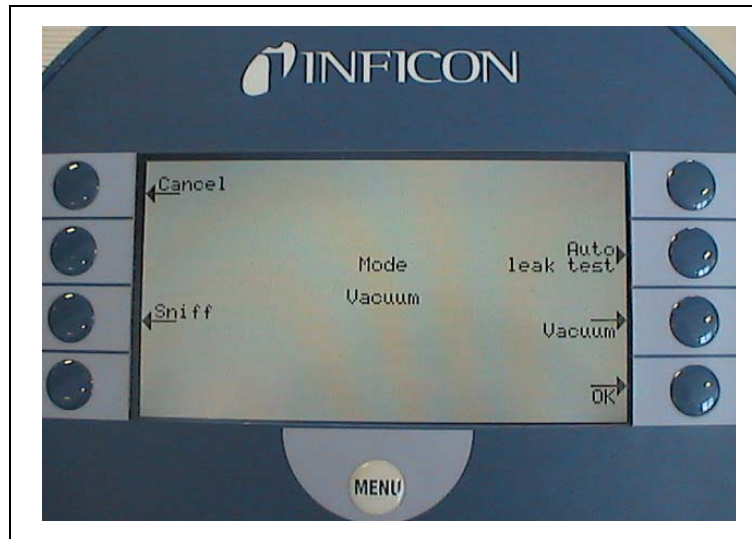 INFICON
Cancel
Auto
leak test
Mode
Vacuum
Sniff
Vacuum
OK
MENU